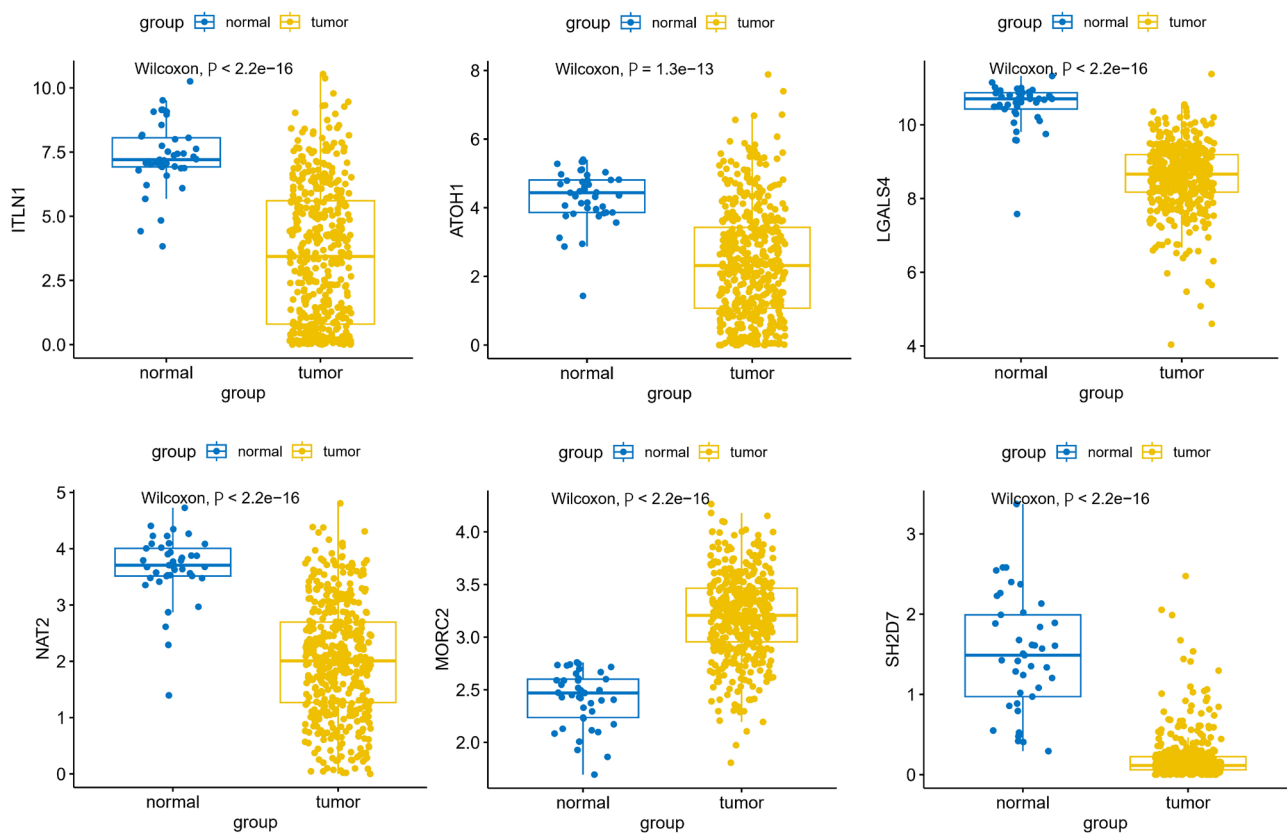 group normal tumor
Wilcoxon, P < 2.2e−16
ITLN1
10.0
7.5
5.0
2.5
0.0
normal tumor
group
group normal tumor
Wilcoxon, P = 1.3e−13
ATOH1
8
6
4
2
0
normal tumor
group
group normal tumor
Wilcoxon, P < 2.2e−16
LGALS4
10
8
6
4
normal tumor
group
group normal tumor
Wilcoxon, P < 2.2e−16
NAT2
5
4
3
2
1
0
normal tumor
group
group normal tumor
Wilcoxon, P < 2.2e−16
MORC2
4.0
3.5
3.0
2.5
2.0
normal tumor
group
group normal tumor
Wilcoxon, P < 2.2e−16
SH2D7
3
2
1
0
normal tumor
group